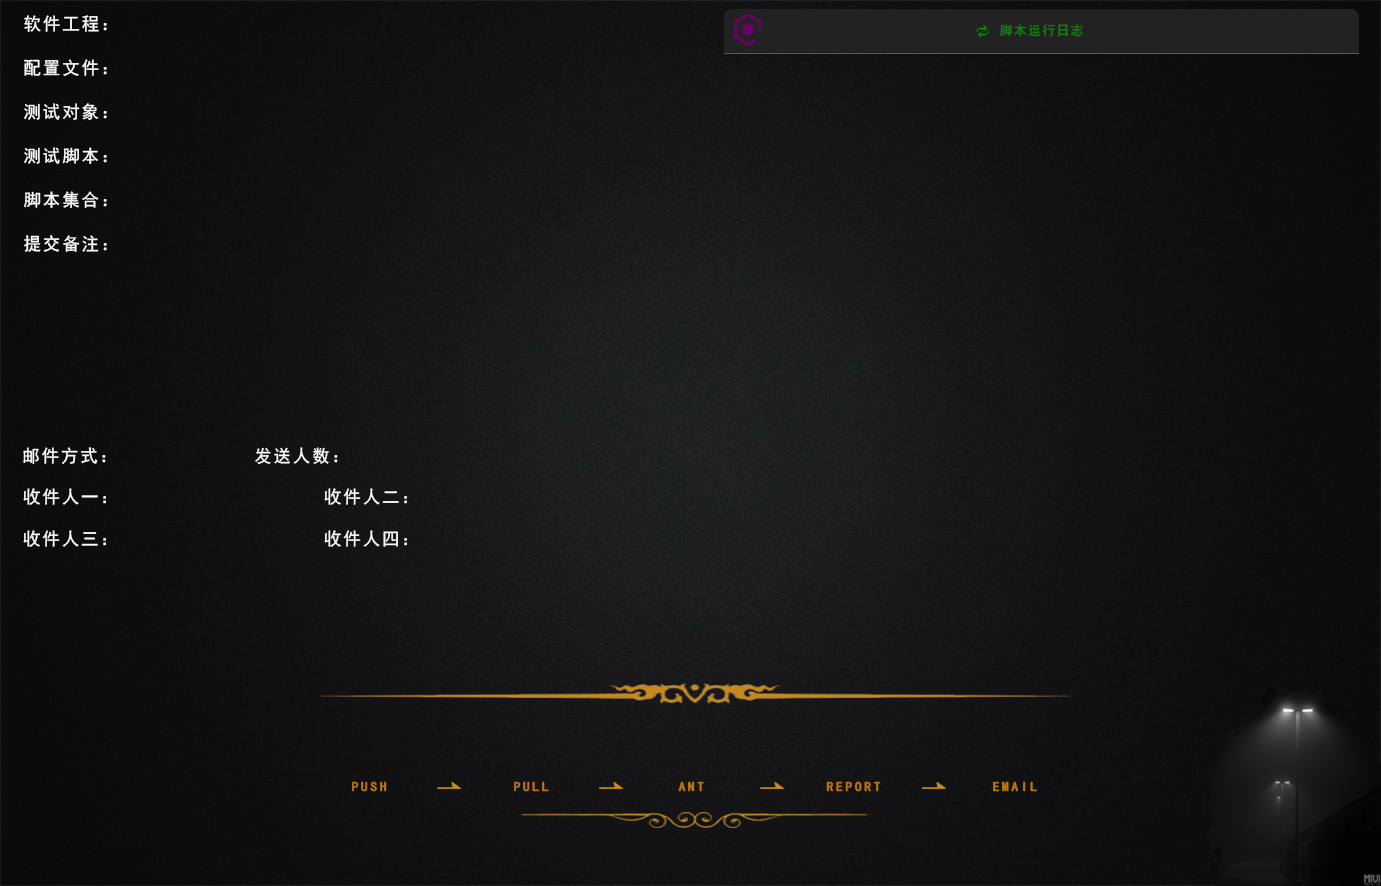 软件工程：
脚本运行日志
配置文件：
测试对象：
测试脚本：
脚本集合：
提交备注：
邮件方式： 发送人数：
收件人一： 收件人二：
收件人三： 收件人四：
PUSH PULL ANT REPORT EMAIL
MIUI